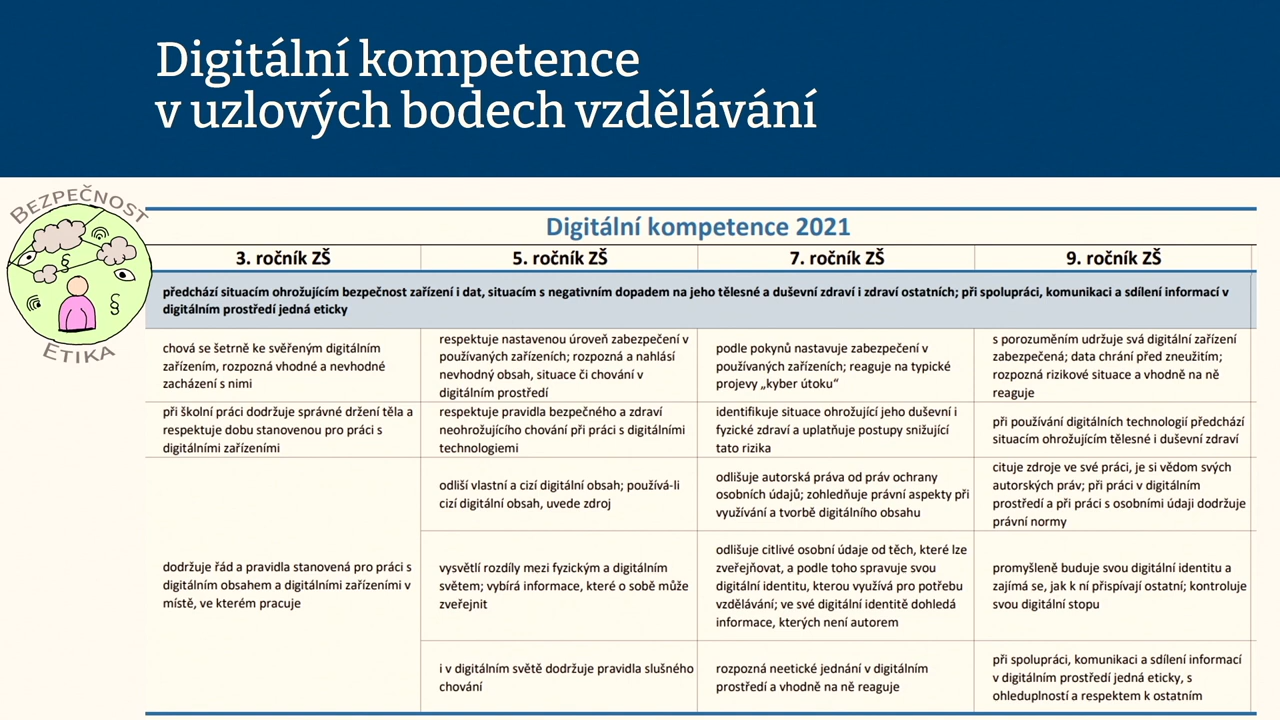 Digitální kompetence
v uzlových bodech vzdělávání
BEZPEČNOST
§
§
ETIKA
Digitální kompetence 2021
3. ročník ZŠ
5. ročník ZŠ
7. ročník ZŠ
9. ročník ZŠ
předchází situacím ohrožujícím bezpečnost zařízení i dat, situacím s negativním dopadem na jeho tělesné a duševní zdraví i zdraví ostatních; při spolupráci, komunikaci a sdílení informací v
digitálním prostředí jedná eticky
chová se šetrně ke svěřeným digitálním
zařízením, rozpozná vhodné a nevhodné
zacházení s nimi
respektuje nastavenou úroveň zabezpečení v
používaných zařízeních; rozpozná a nahlásí
nevhodný obsah, situace či chování v
digitálním prostředí
podle pokynů nastavuje zabezpečení v
používaných zařízeních; reaguje na typické
projevy „kyber útoku“
s porozuměním udržuje svá digitální zařízení
zabezpečená; data chrání před zneužitím;
rozpozná rizikové situace a vhodně na ně
reaguje
při školní práci dodržuje správné držení těla a
respektuje dobu stanovenou pro práci s
digitálními zařízeními
respektuje pravidla bezpečného a zdraví
neohrožujícího chování při práci s digitálními
technologiemi
identifikuje situace ohrožující jeho duševní i
fyzické zdraví a uplatňuje postupy snižující
tato rizika
při používání digitálních technologií předchází
situacím ohrožujícím tělesné i duševní zdraví
dodržuje řád a pravidla stanovená pro práci s
digitálním obsahem a digitálními zařízeními v
místě, ve kterém pracuje
odliší vlastní a cizí digitální obsah; používá-li
cizí digitální obsah, uvede zdroj
odlišuje autorská práva od práv ochrany
osobních údajů; zohledňuje právní aspekty při
využívání a tvorbě digitálního obsahu
cituje zdroje ve své práci, je si vědom svých
autorských práv; při práci v digitálním
prostředí a při práci s osobními údaji dodržuje
právní normy
vysvětlí rozdíly mezi fyzickým a digitálním
světem; vybírá informace, které o sobě může
zveřejnit
odlišuje citlivé osobní údaje od těch, které lze
zveřejňovat, a podle toho spravuje svou
digitální identitu, kterou využívá pro potřebu
vzdělávání; ve své digitální identitě dohledá
informace, kterých není autorem
promyšleně buduje svou digitální identitu a
zajímá se, jak k ní přispívají ostatní; kontroluje
svou digitální stopu
i v digitálním světě dodržuje pravidla slušného
chování
rozpozná neetické jednání v digitálním
prostředí a vhodně na ně reaguje
při spolupráci, komunikaci a sdílení informací
v digitálním prostředí jedná eticky, s
ohleduplností a respektem k ostatním